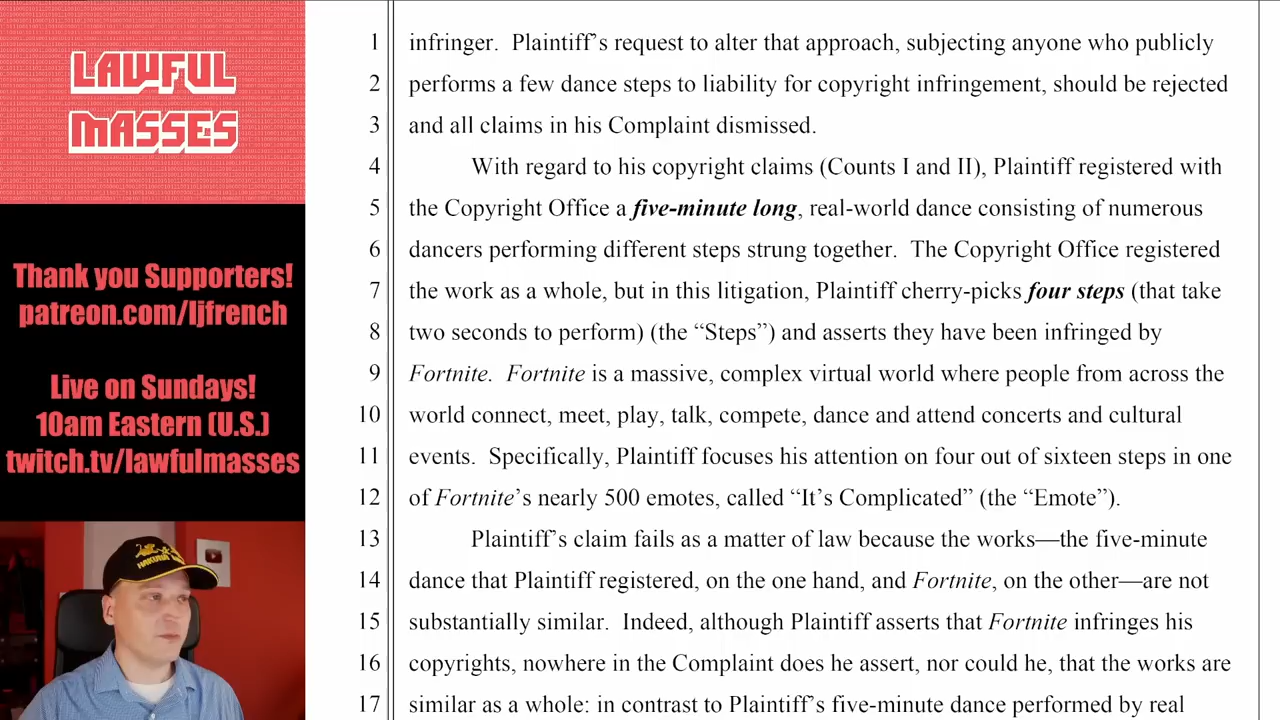 LAWFUL
MASSES
Thank you Supporters!
patreon.com/ljfrench
Live on Sundays!
10am Eastern (U.S.)
twitch.tv/lawfulmasses
1 infringer. Plaintiff's request to alter that approach, subjecting anyone who publicly
2 performs a few dance steps to liability for copyright infringement, should be rejected
3 and all claims in his Complaint dismissed.
4 With regard to his copyright claims (Counts I and II), Plaintiff registered with
5 the Copyright Office a five-minute long, real-world dance consisting of numerous
6 dancers performing different steps strung together. The Copyright Office registered
7 the work as a whole, but in this litigation, Plaintiff cherry-picks four steps (that take
8 two seconds to perform) (the “Steps”) and asserts they have been infringed by
9 Fortnite. Fortnite is a massive, complex virtual world where people from across the
10 world connect, meet, play, talk, compete, dance and attend concerts and cultural
11 events. Specifically, Plaintiff focuses his attention on four out of sixteen steps in one
12 of Fortnite's nearly 500 emotes, called “It's Complicated” (the “Emote”).
13 Plaintiff's claim fails as a matter of law because the works—the five-minute
14 dance that Plaintiff registered, on the one hand, and Fortnite, on the other—are not
15 substantially similar. Indeed, although Plaintiff asserts that Fortnite infringes his
16 copyrights, nowhere in the Complaint does he assert, nor could he, that the works are
17 similar as a whole: in contrast to Plaintiff's five-minute dance performed by real